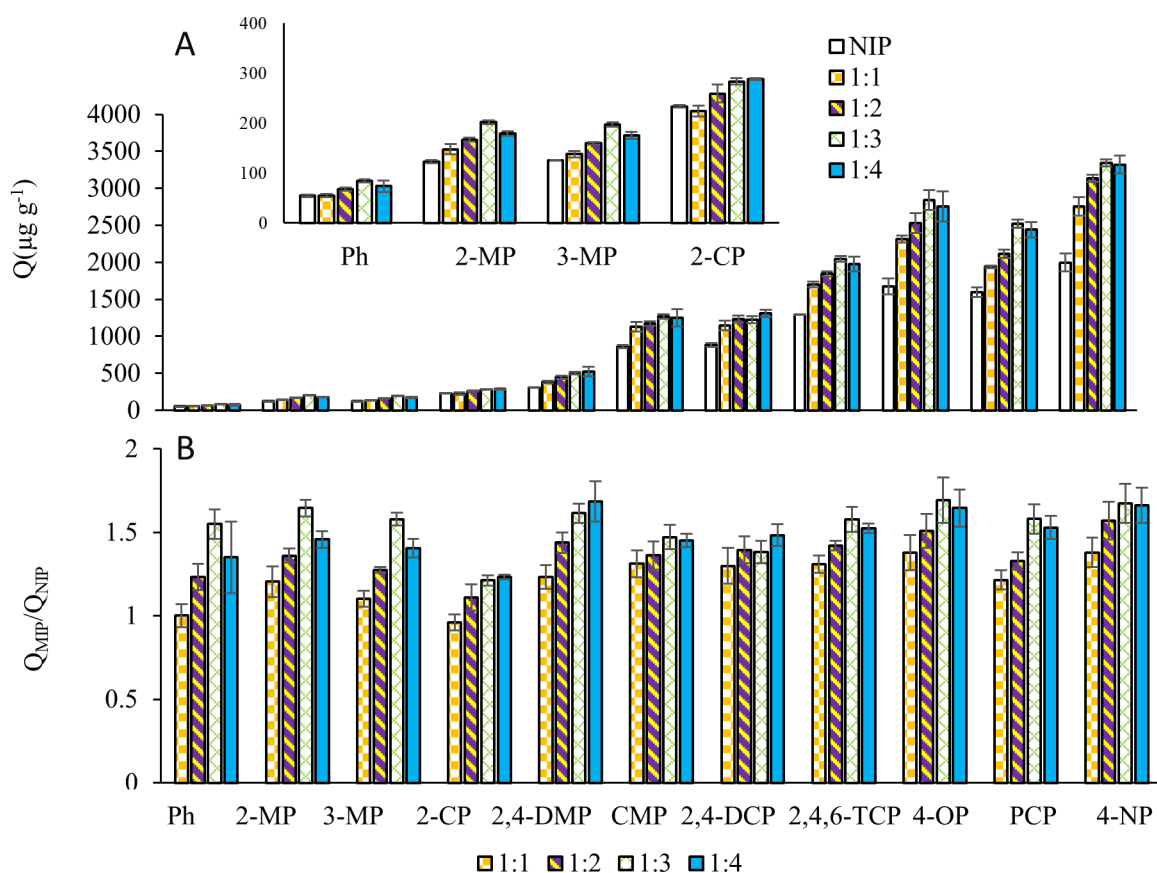 A
400
300
200
100
0
Ph 2-MP 3-MP 2-CP
NIP
1:1
1:2
1:3
1:4
Q(µg g⁻¹)
4000
3500
3000
2500
2000
1500
1000
500
0
B
Q_MIP/Q_NIP
2
1.5
1
0.5
0
Ph 2-MP 3-MP 2-CP 2,4-DMP CMP 2,4-DCP 2,4,6-TCP 4-OP PCP 4-NP
1:1 1:2 1:3 1:4